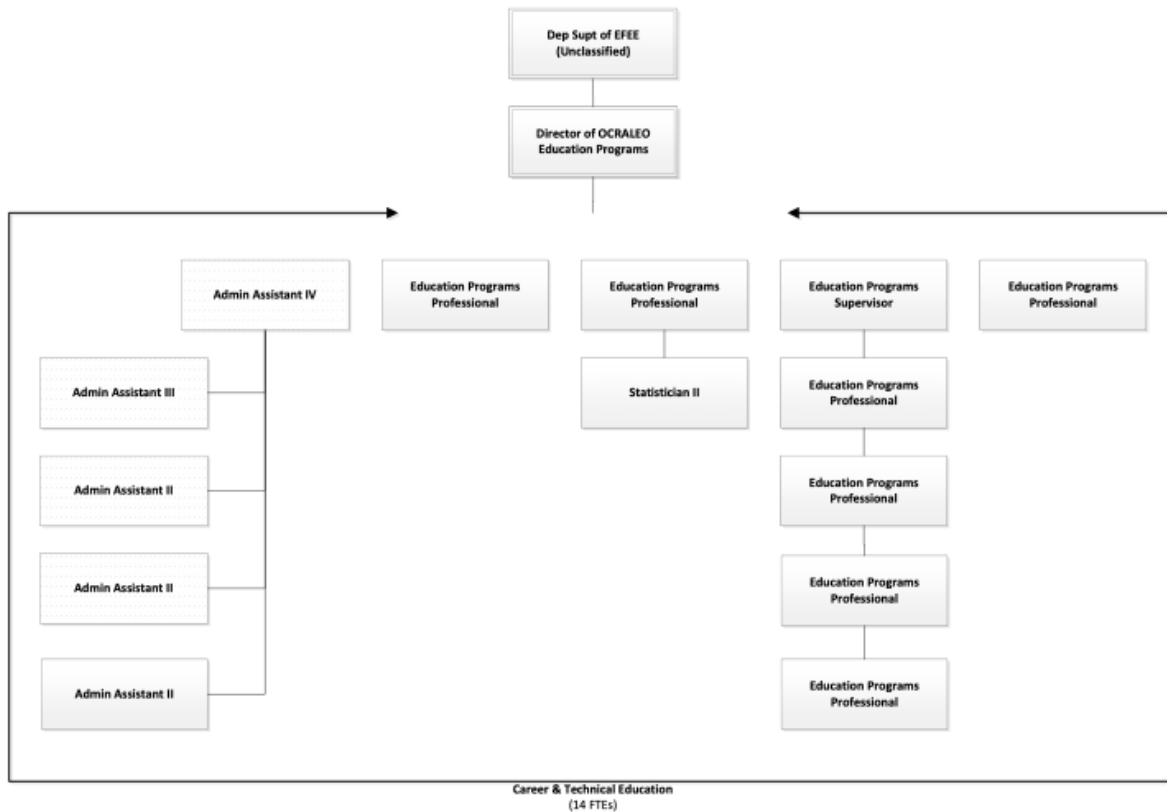 Dep Supt of EFEE
(Unclassified)
Director of OCRALEO
Education Programs
Admin Assistant IV
Education Programs
Professional
Education Programs
Professional
Education Programs
Supervisor
Education Programs
Professional
Admin Assistant III
Statistician II
Education Programs
Professional
Admin Assistant II
Education Programs
Professional
Admin Assistant II
Education Programs
Professional
Admin Assistant II
Education Programs
Professional
Career & Technical Education
(14 FTEs)